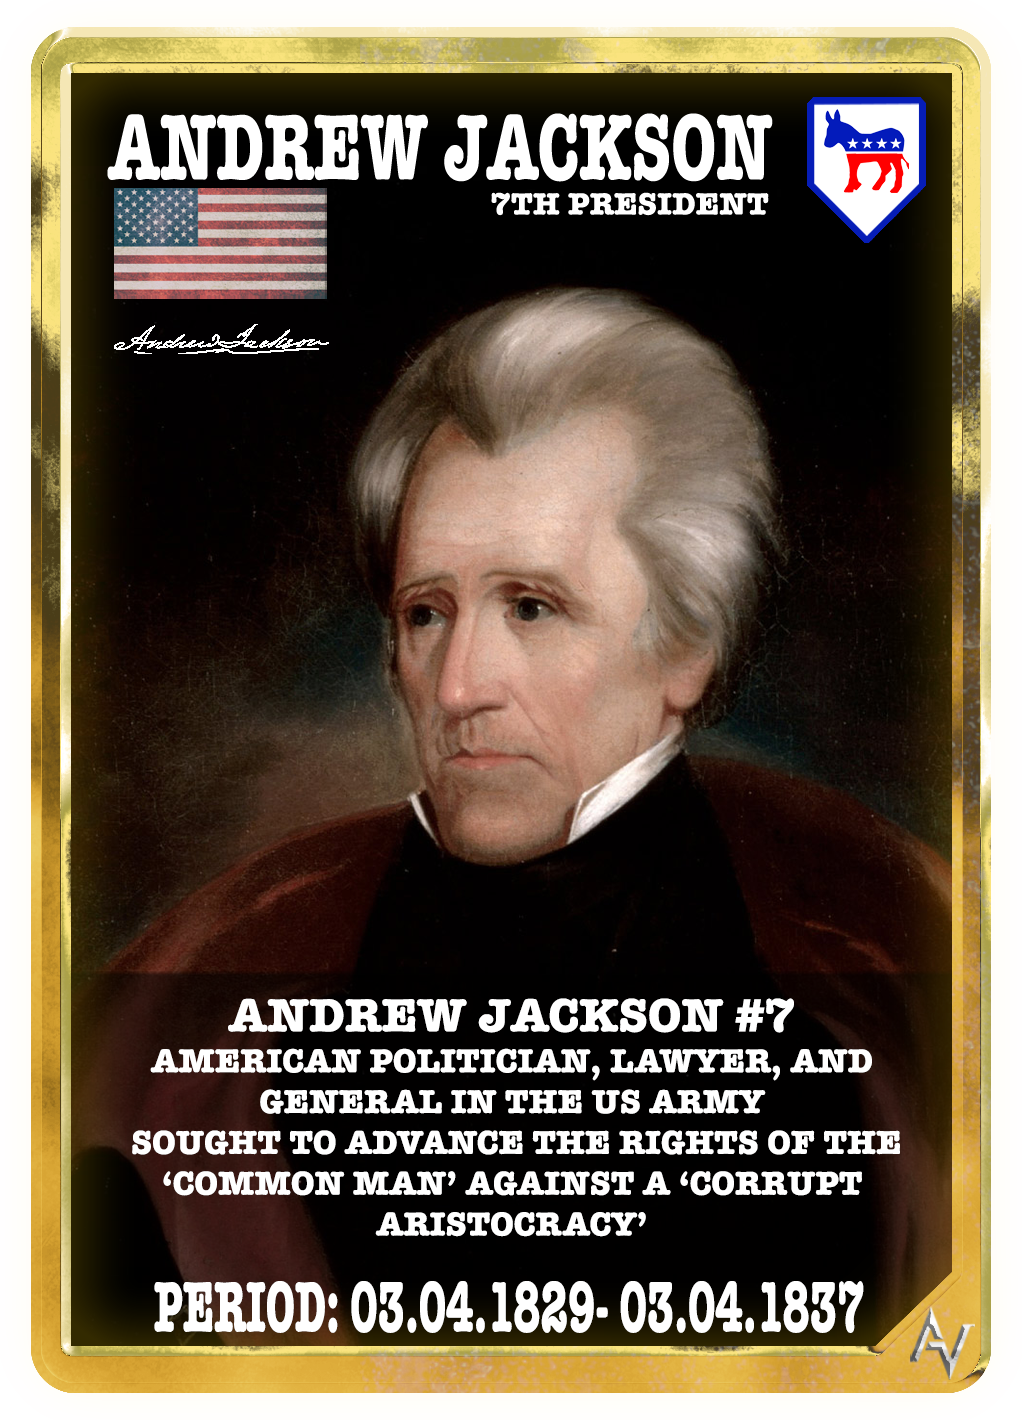 ANDREW JACKSON
7TH PRESIDENT
Andrew Jackson
ANDREW JACKSON #7
AMERICAN POLITICIAN, LAWYER, AND
GENERAL IN THE US ARMY
SOUGHT TO ADVANCE THE RIGHTS OF THE
‘COMMON MAN’ AGAINST A ‘CORRUPT
ARISTOCRACY’
PERIOD: 03.04.1829- 03.04.1837
AV